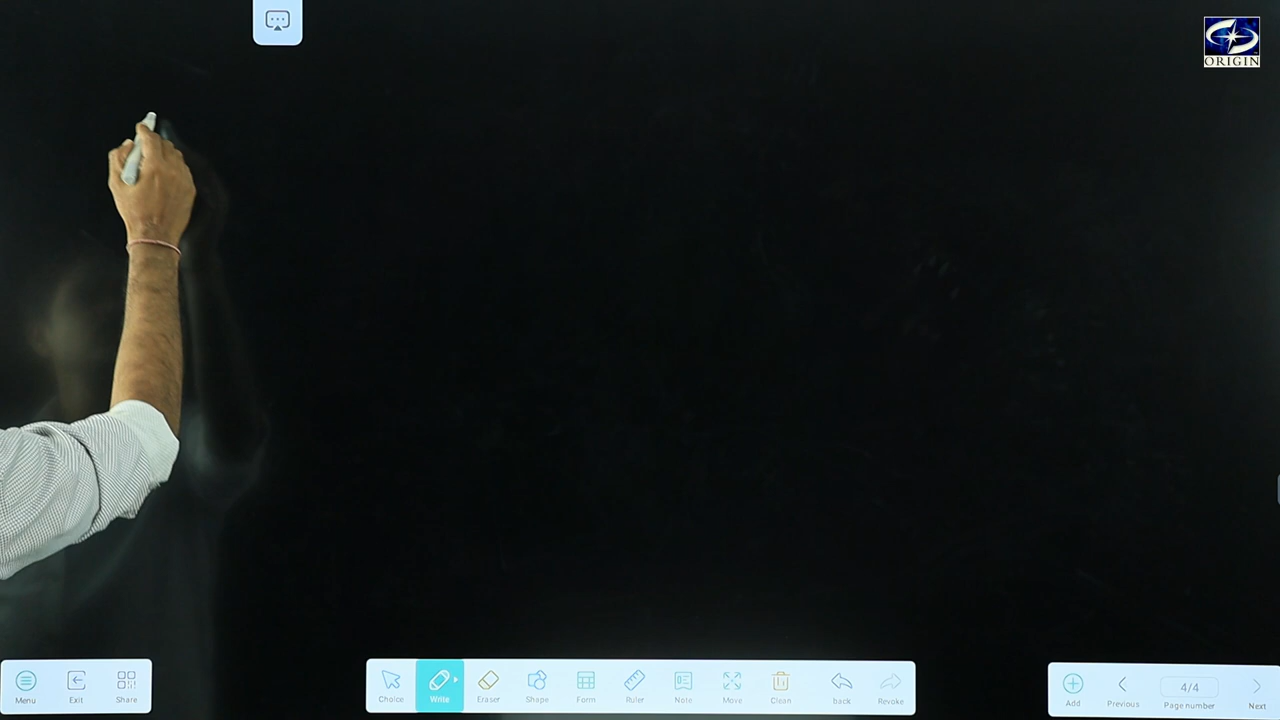 ORIGIN
Menu
Exit
Share
Choice
Write
Eraser
Shape
Form
Ruler
Note
Move
Clean
back
Revoke
Add
Previous
4/4
Page number
Next